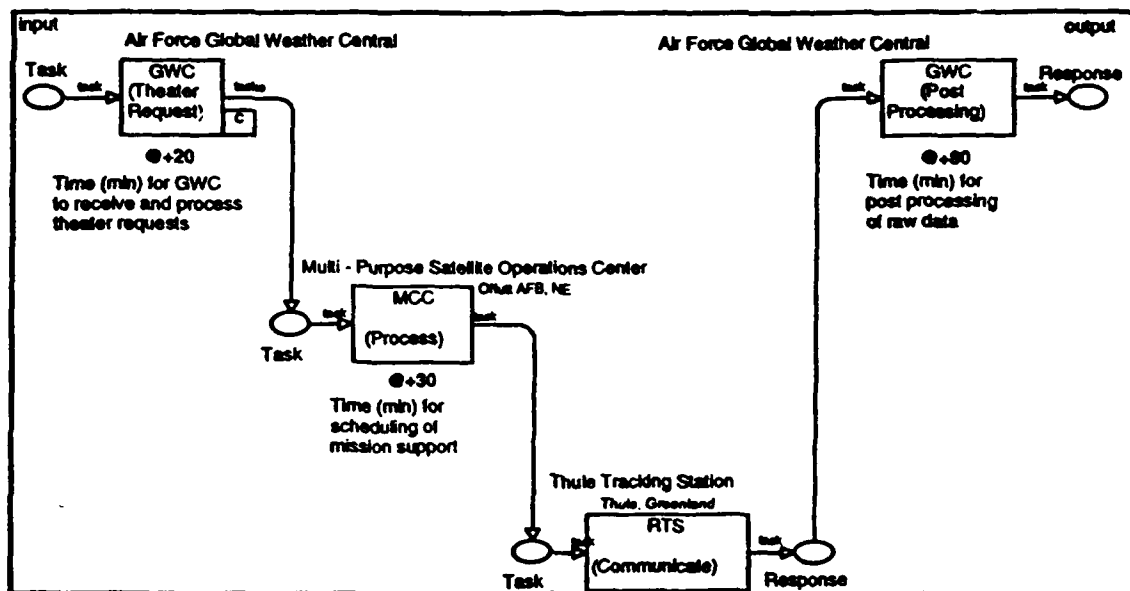 input
output
Air Force Global Weather Central
Air Force Global Weather Central
Task
task
GWC
(Theater
Request)
C
@+20
Time (min) for GWC
to receive and process
theater requests
task
GWC
(Post
Processing)
task
Response
@+80
Time (min) for
post processing
of raw data
Multi - Purpose Satellite Operations Center
Offutt AFB, NE
Task
task
MCC
(Process)
task
@+30
Time (min) for
scheduling of
mission support
Thule Tracking Station
Thule, Greenland
Task
task
RTS
(Communicate)
task
Response